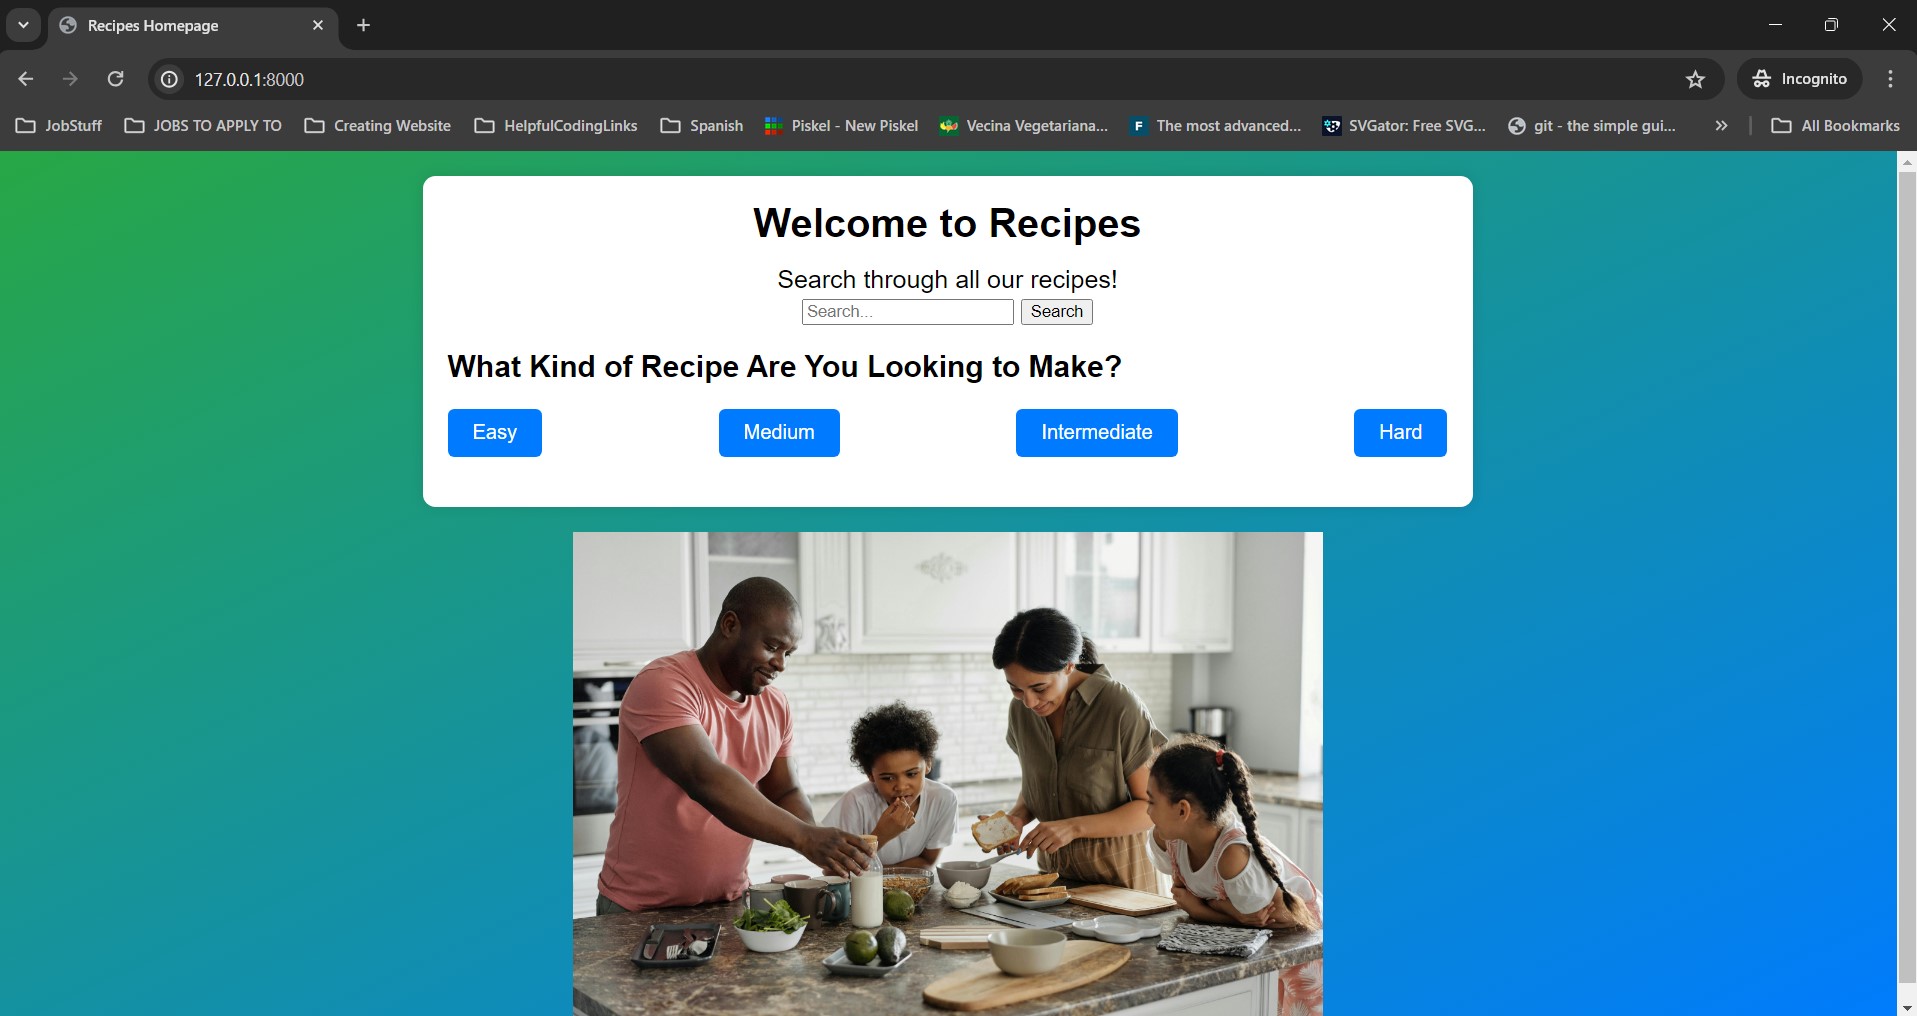 Recipes Homepage
127.0.0.1:8000
Incognito
JobStuff JOBS TO APPLY TO Creating Website HelpfulCodingLinks Spanish Piskel - New Piskel Vecina Vegetariana... The most advanced... SVGator: Free SVG... git - the simple gui... » All Bookmarks
Welcome to Recipes
Search through all our recipes!
Search... Search
What Kind of Recipe Are You Looking to Make?
Easy Medium Intermediate Hard